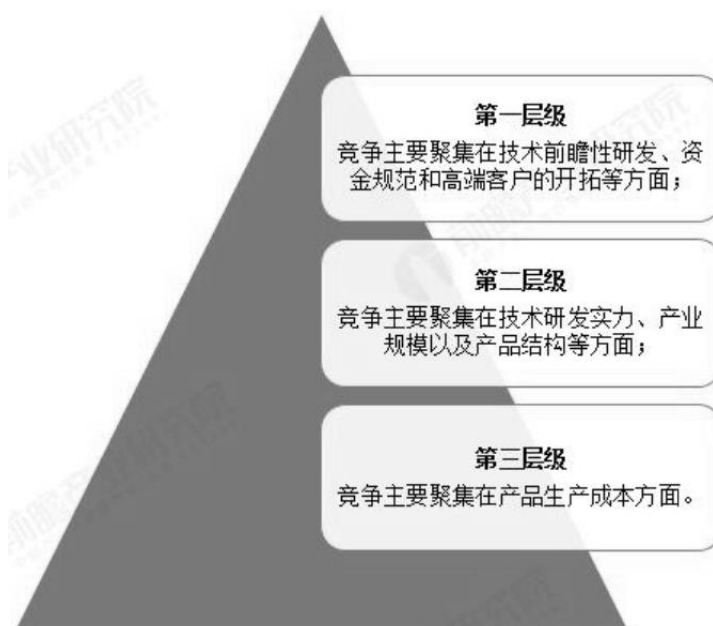 第一层级
竞争主要聚集在技术前瞻性研发、资
金规范和高端客户的开拓等方面；
第二层级
竞争主要聚集在技术研发实力、产业
规模以及产品结构等方面；
第三层级
竞争主要聚集在产品生产成本方面。